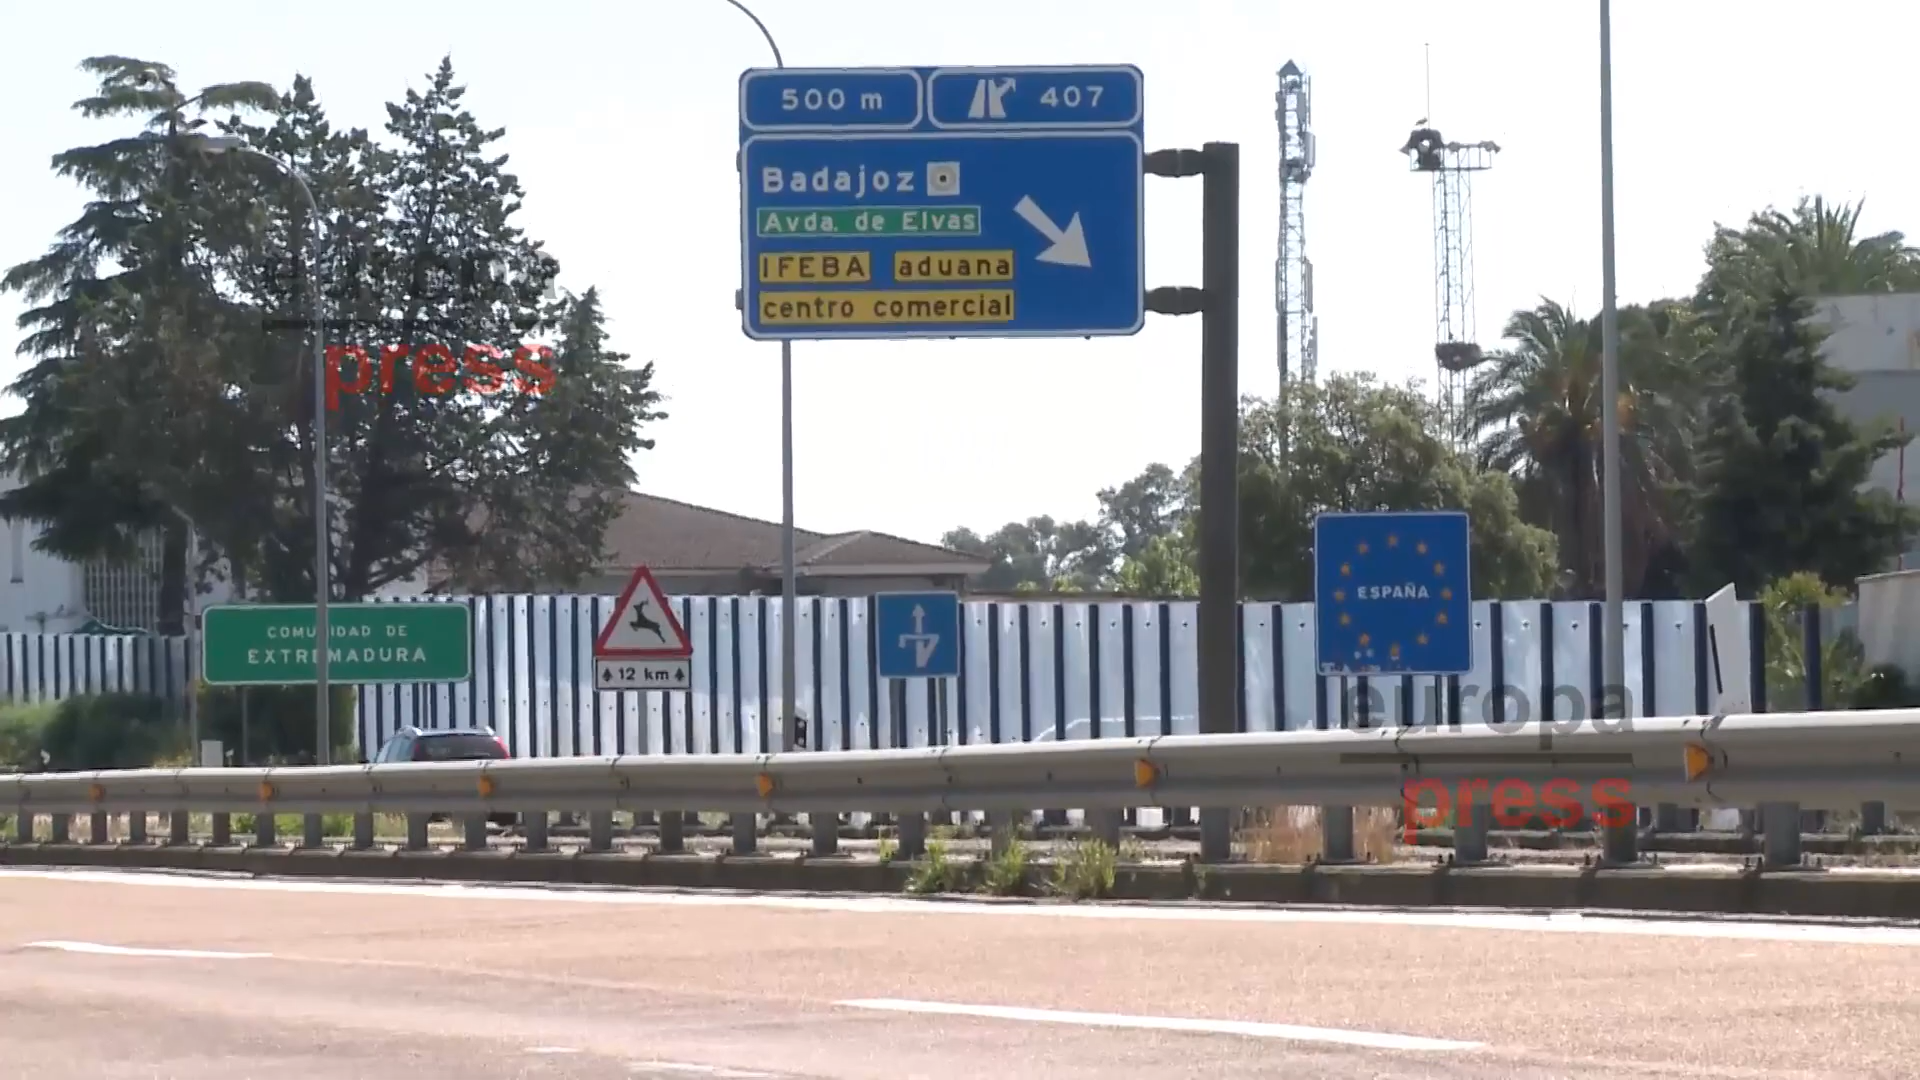 500 m
407
Badajoz
Avda. de Elvas
IFEBA aduana
centro comercial
europa
press
COMUNIDAD DE
EXTREMADURA
12 km
ESPAÑA
europa
press